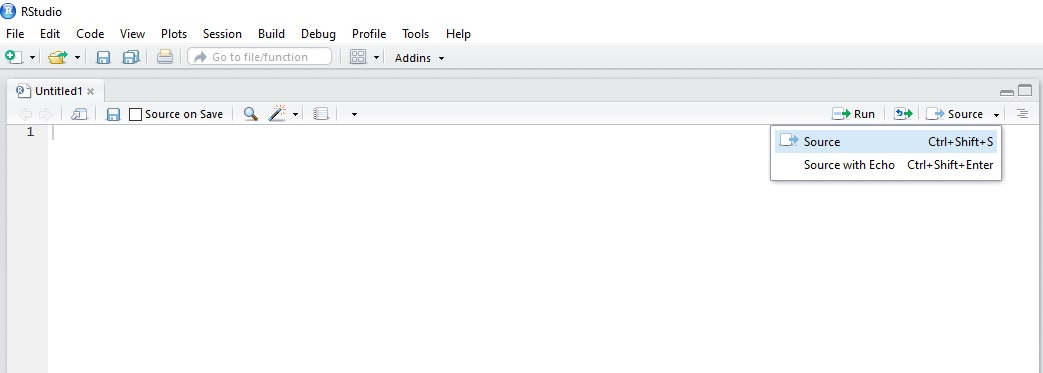 RStudio
File Edit Code View Plots Session Build Debug Profile Tools Help
Go to file/function Addins
Untitled1
Source on Save Run Source
1
Source Ctrl+Shift+S
Source with Echo Ctrl+Shift+Enter